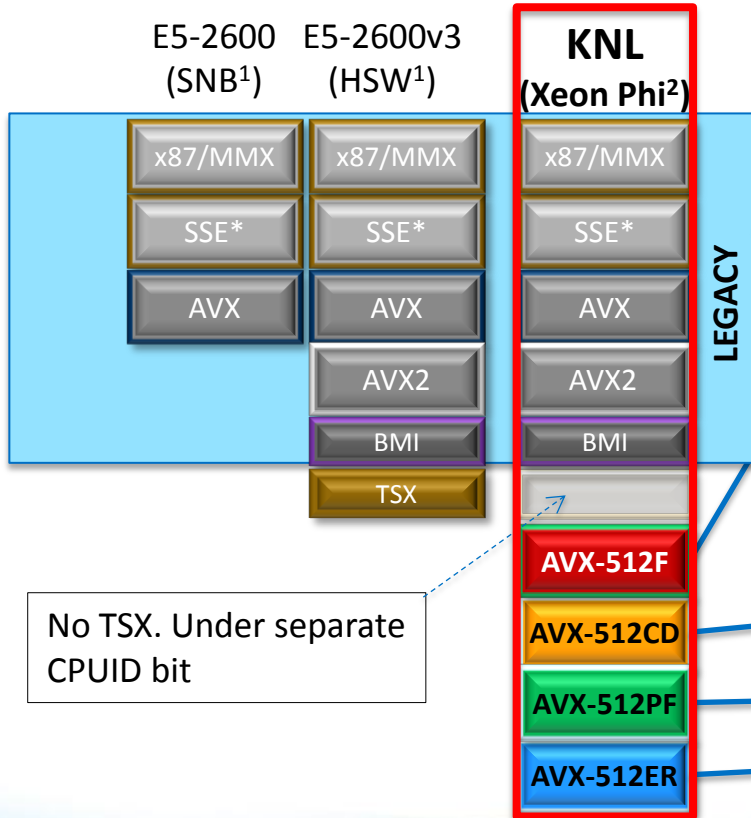 E5-2600 E5-2600v3 KNL
(SNB¹) (HSW¹) (Xeon Phi²)
x87/MMX x87/MMX x87/MMX
SSE* SSE* SSE*
AVX AVX AVX
AVX2 AVX2
BMI BMI
LEGACY
TSX
AVX-512F
No TSX. Under separate
CPUID bit
AVX-512CD
AVX-512PF
AVX-512ER